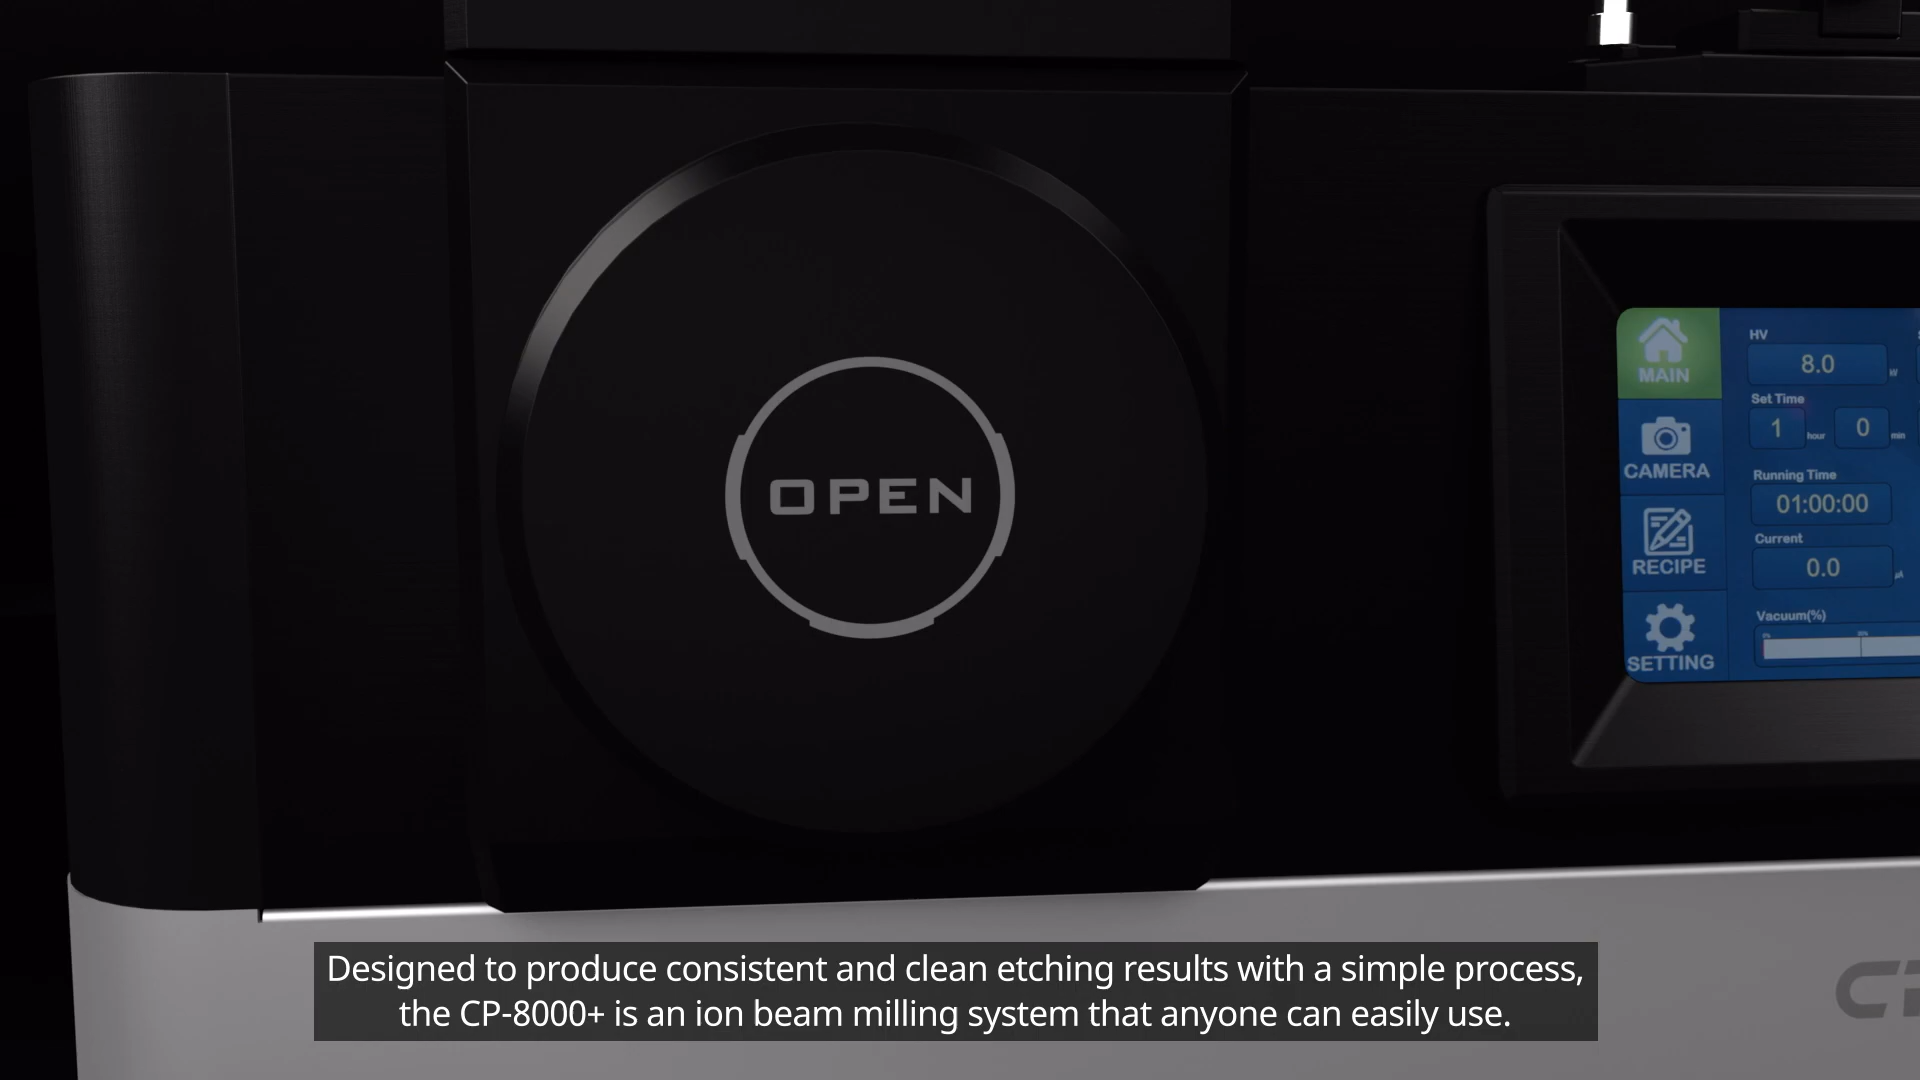 OPEN
MAIN
CAMERA
RECIPE
SETTING
HV
8.0
Set Time
1 hour 0 min
Running Time
01:00:00
Current
0.0 µA
Vacuum(%)
Designed to produce consistent and clean etching results with a simple process,
the CP-8000+ is an ion beam milling system that anyone can easily use.